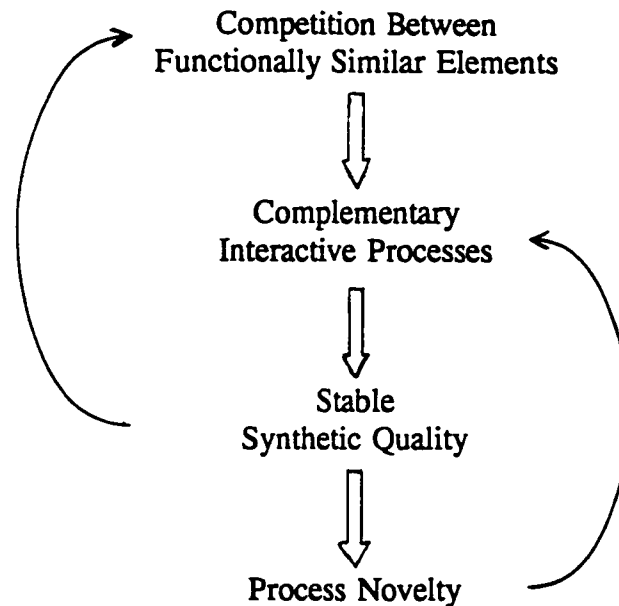 Competition Between
Functionally Similar Elements
Complementary
Interactive Processes
Stable
Synthetic Quality
Process Novelty